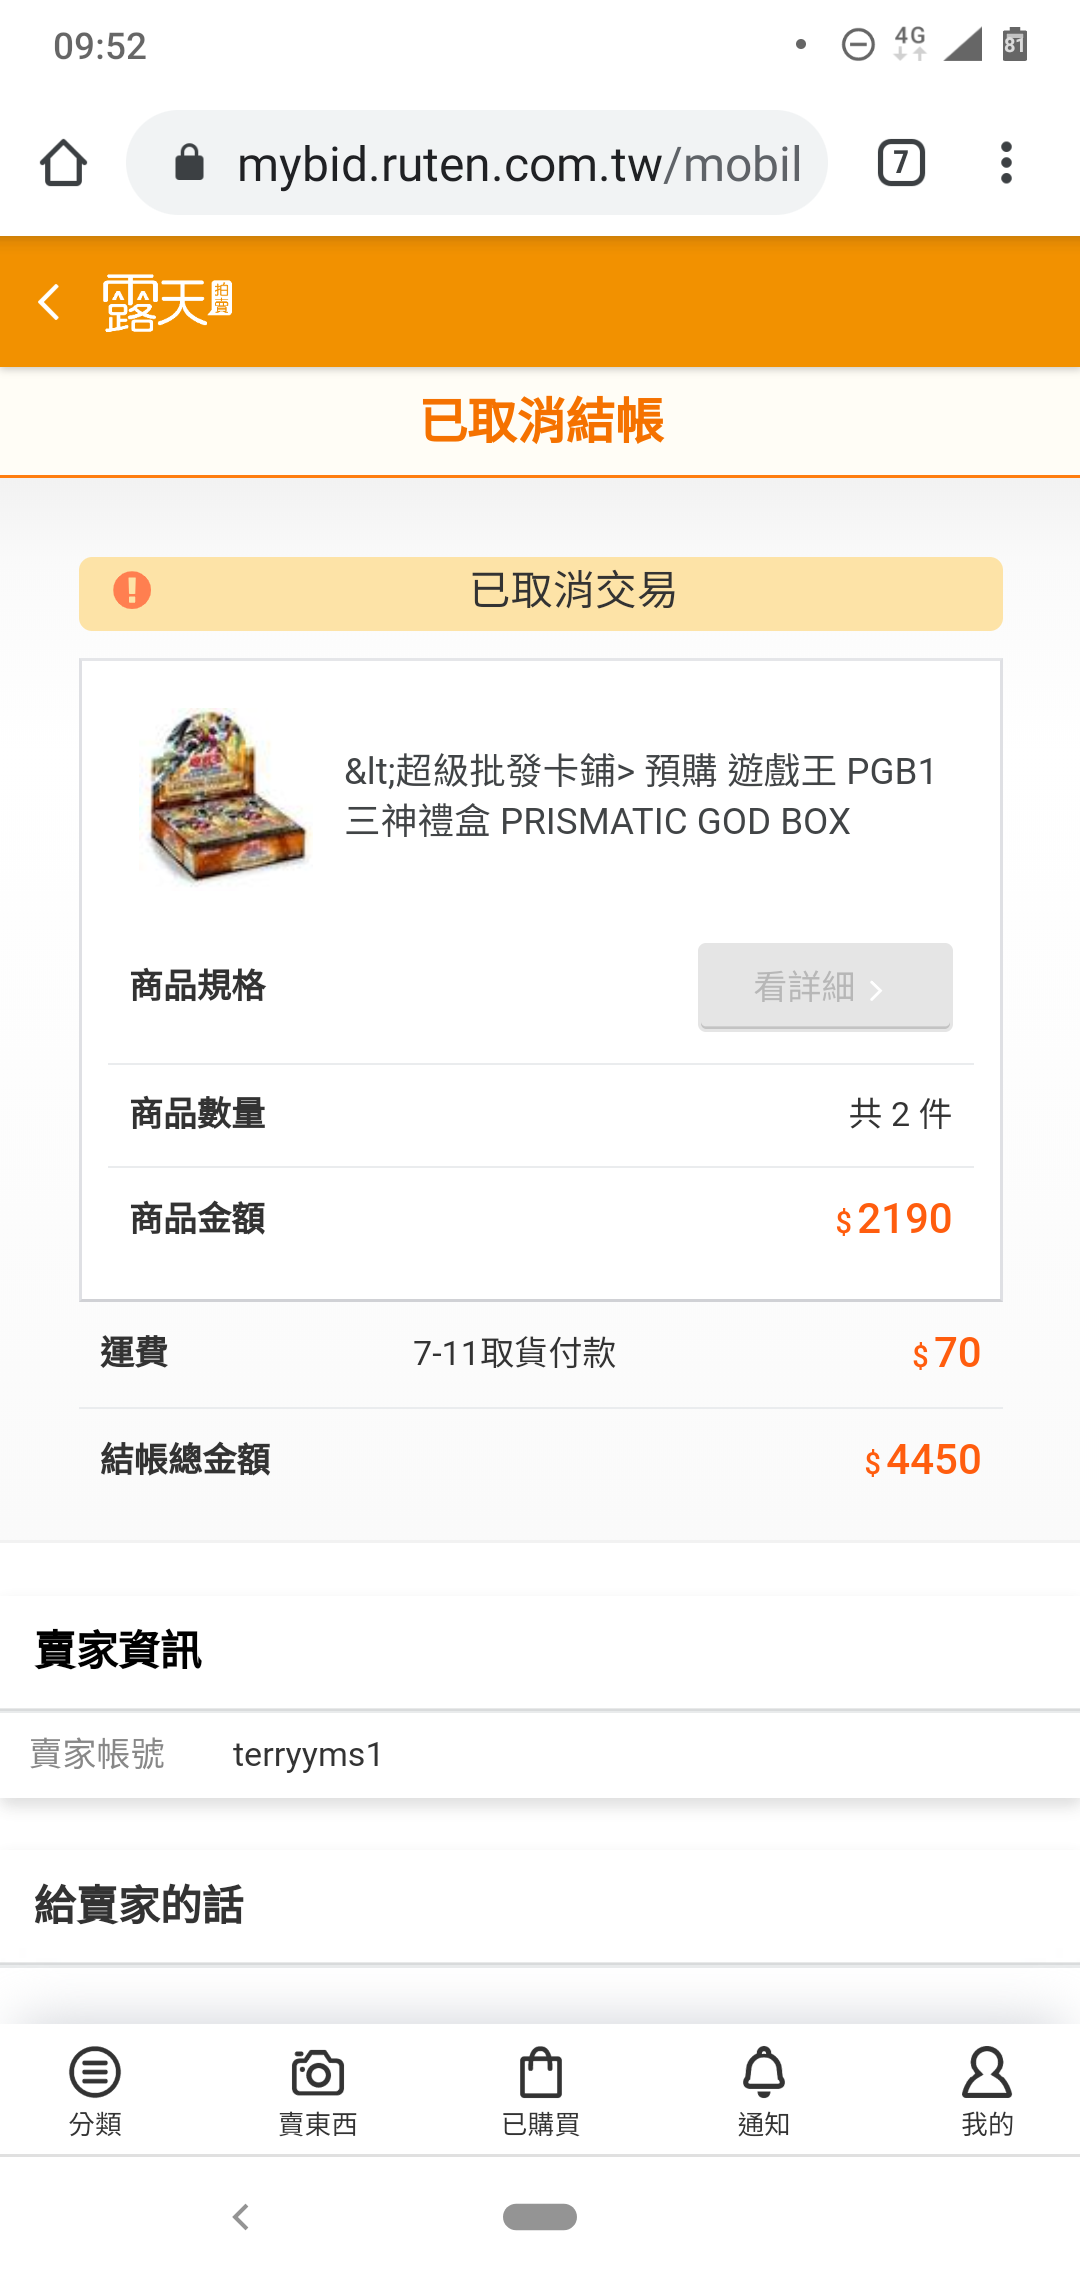 09:52
4G
81
mybid.ruten.com.tw/mobil
7
露天拍賣
已取消結帳
已取消交易
&lt;超級批發卡鋪> 預購 遊戲王 PGB1
三神禮盒 PRISMATIC GOD BOX
商品規格
看詳細
商品數量
共 2 件
商品金額
$2190
運費
7-11取貨付款
$70
結帳總金額
$4450
賣家資訊
賣家帳號
terryyms1
給賣家的話
分類
賣東西
已購買
通知
我的